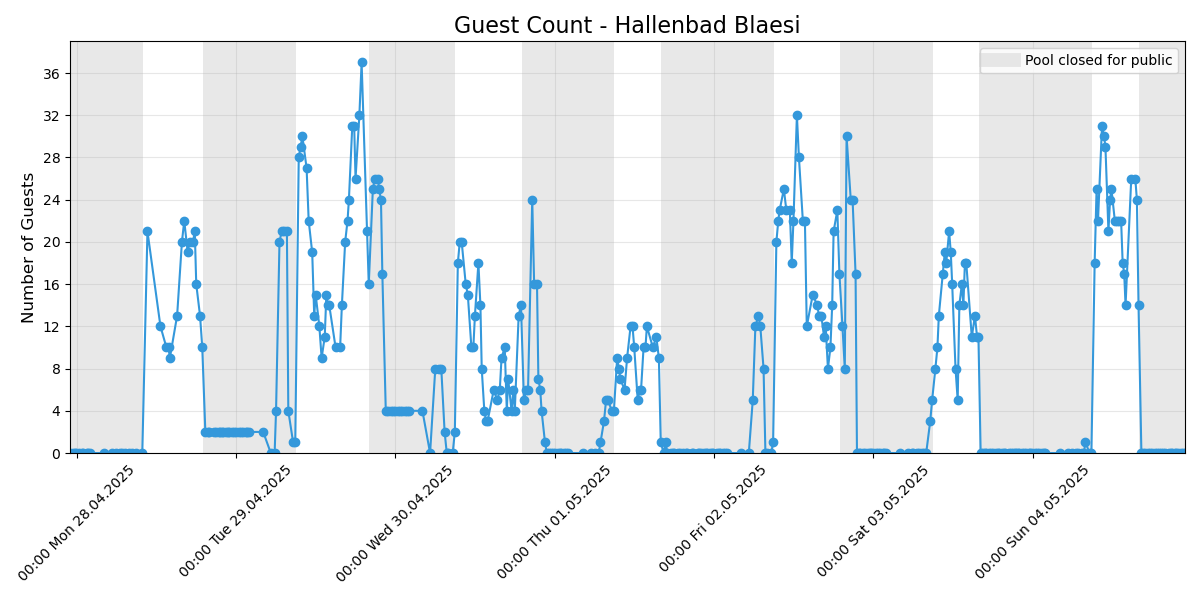 Guest Count - Hallenbad Blaesi
Pool closed for public
Number of Guests
36
32
28
24
20
16
12
8
4
0
00:00 Mon 28.04.2025
00:00 Tue 29.04.2025
00:00 Wed 30.04.2025
00:00 Thu 01.05.2025
00:00 Fri 02.05.2025
00:00 Sat 03.05.2025
00:00 Sun 04.05.2025